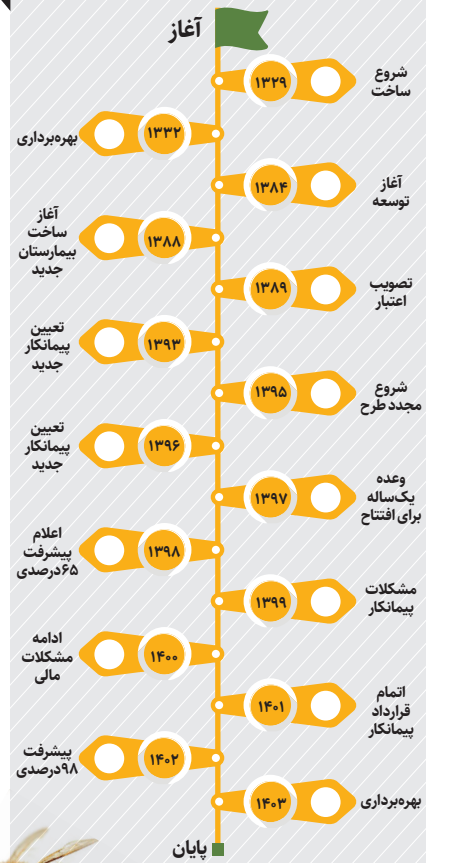 آغاز
۱۳۲۹
شروع
ساخت
۱۳۳۲
بهره‌برداری
۱۳۸۴
آغاز
توسعه
۱۳۸۸
آغاز
ساخت
بیمارستان
جدید
۱۳۸۹
تصویب
اعتبار
۱۳۹۳
تعیین
پیمانکار
جدید
۱۳۹۵
شروع
مجدد طرح
۱۳۹۶
تعیین
پیمانکار
جدید
۱۳۹۷
وعده
یک‌ساله
برای افتتاح
۱۳۹۸
اعلام
پیشرفت
۶۵درصدی
۱۳۹۹
مشکلات
پیمانکار
۱۴۰۰
ادامه
مشکلات
مالی
۱۴۰۱
اتمام
قرارداد
پیمانکار
۱۴۰۲
پیشرفت
۹۸درصدی
۱۴۰۳
بهره‌برداری
پایان